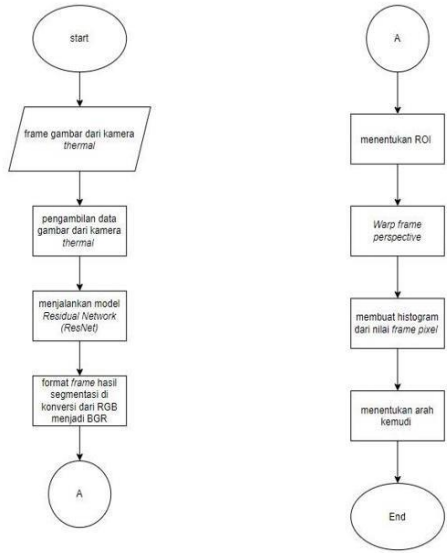 start
frame gambar dari kamera
thermal
pengambilan data
gambar dari kamera
thermal
menjalankan model
Residual Network
(ResNet)
format frame hasil
segmentasi di
konversi dari RGB
menjadi BGR
A
A
menentukan ROI
Warp frame
perspective
membuat histogram
dari nilai frame pixel
menentukan arah
kemudi
End